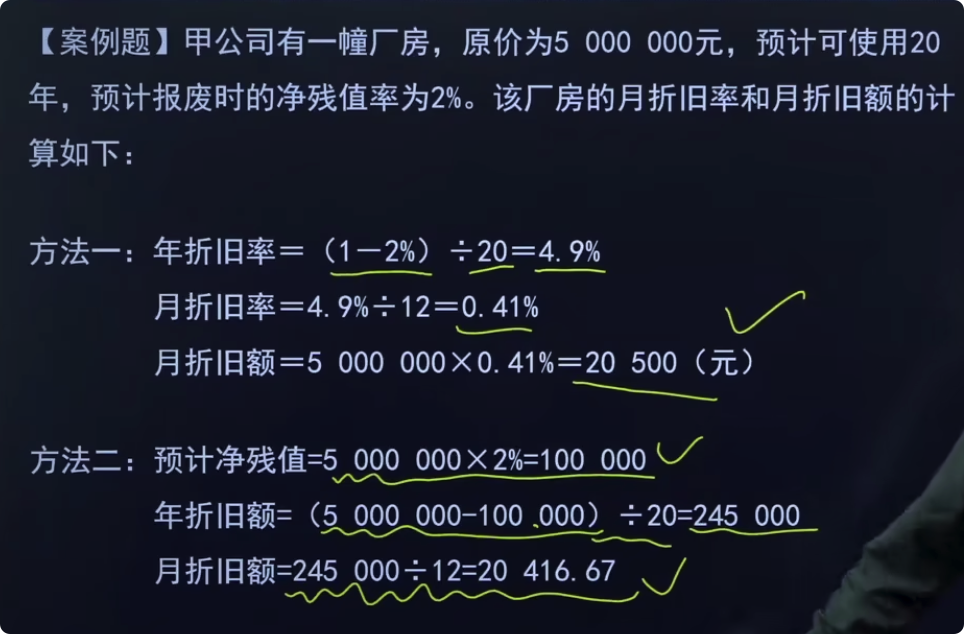 【案例题】甲公司有一幢厂房，原价为5 000 000元，预计可使用20
年，预计报废时的净残值率为2%。该厂房的月折旧率和月折旧额的计
算如下：
方法一：年折旧率＝（1－2%）÷20＝4.9%
月折旧率＝4.9%÷12＝0.41%
月折旧额＝5 000 000×0.41%＝20 500（元）
方法二：预计净残值=5 000 000×2%=100 000
年折旧额=（5 000 000-100 000）÷20=245 000
月折旧额=245 000÷12=20 416.67